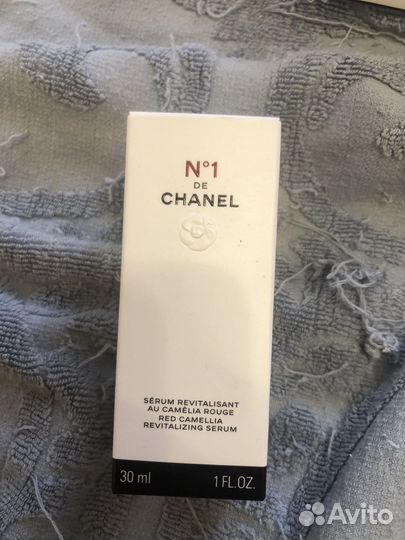 N°1
DE
CHANEL
SÉRUM REVITALISANT
AU CAMÉLIA ROUGE
RED CAMELLIA
REVITALIZING SERUM
30 ml 1 FL.OZ.
Avito